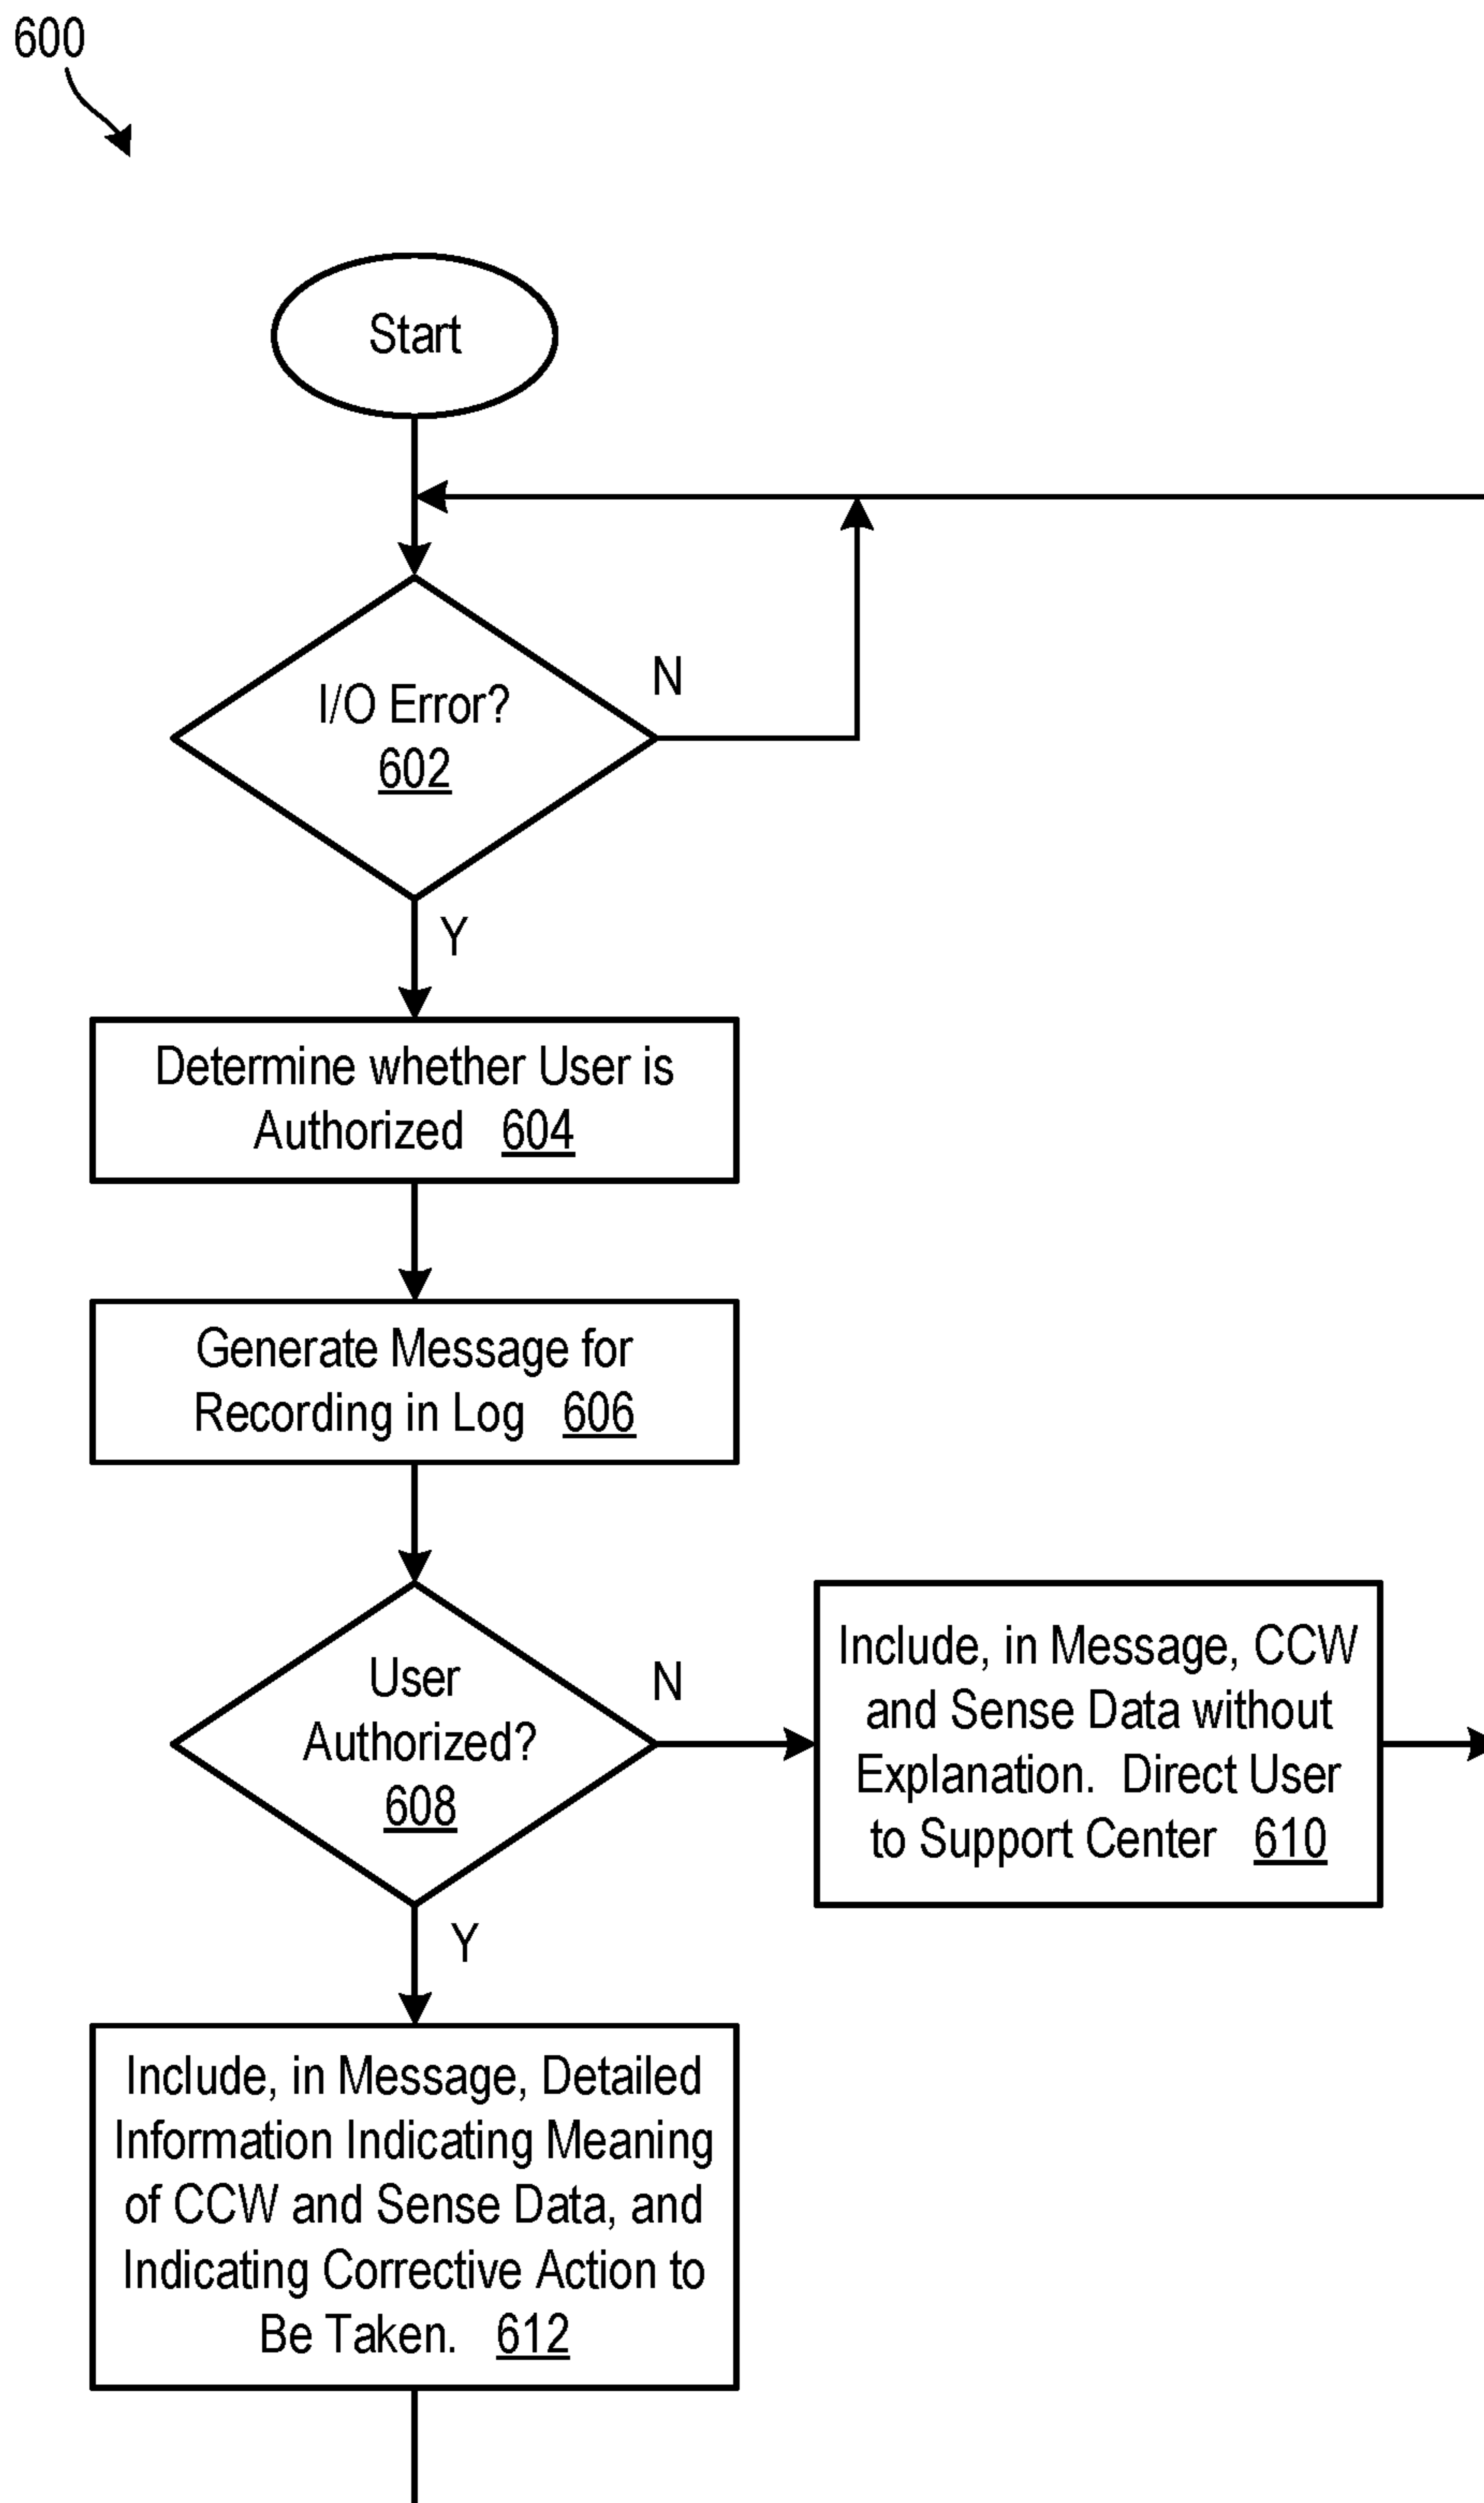 600
Start
I/O Error?
602
N
Y
Determine whether User is
Authorized 604
Generate Message for
Recording in Log 606
User
Authorized?
608
N
Include, in Message, CCW
and Sense Data without
Explanation. Direct User
to Support Center 610
Y
Include, in Message, Detailed
Information Indicating Meaning
of CCW and Sense Data, and
Indicating Corrective Action to
Be Taken. 612